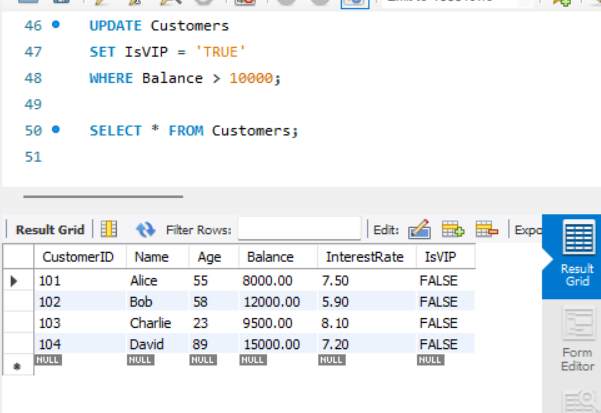 46 UPDATE Customers
47 SET IsVIP = 'TRUE'
48 WHERE Balance > 10000;
49
50 SELECT * FROM Customers;
51
Result Grid Filter Rows: Edit: Expo
CustomerID Name Age Balance InterestRate IsVIP
101 Alice 55 8000.00 7.50 FALSE
102 Bob 58 12000.00 5.90 FALSE
103 Charlie 23 9500.00 8.10 FALSE
104 David 89 15000.00 7.20 FALSE
NULL NULL NULL NULL NULL NULL
Result
Grid
Form
Editor